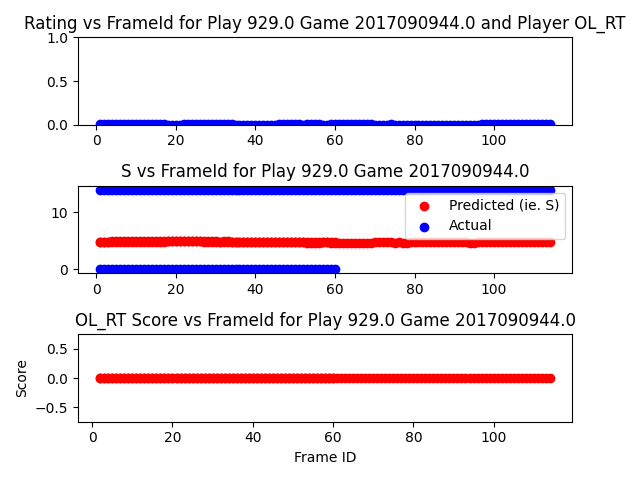 Rating vs FrameId for Play 929.0 Game 2017090944.0 and Player OL_RT
1.0
0.5
0.0
0 20 40 60 80 100
S vs FrameId for Play 929.0 Game 2017090944.0
10
0
Predicted (ie. S)
Actual
0 20 40 60 80 100
OL_RT Score vs FrameId for Play 929.0 Game 2017090944.0
Score
0.5
0.0
−0.5
0 20 40 60 80 100
Frame ID